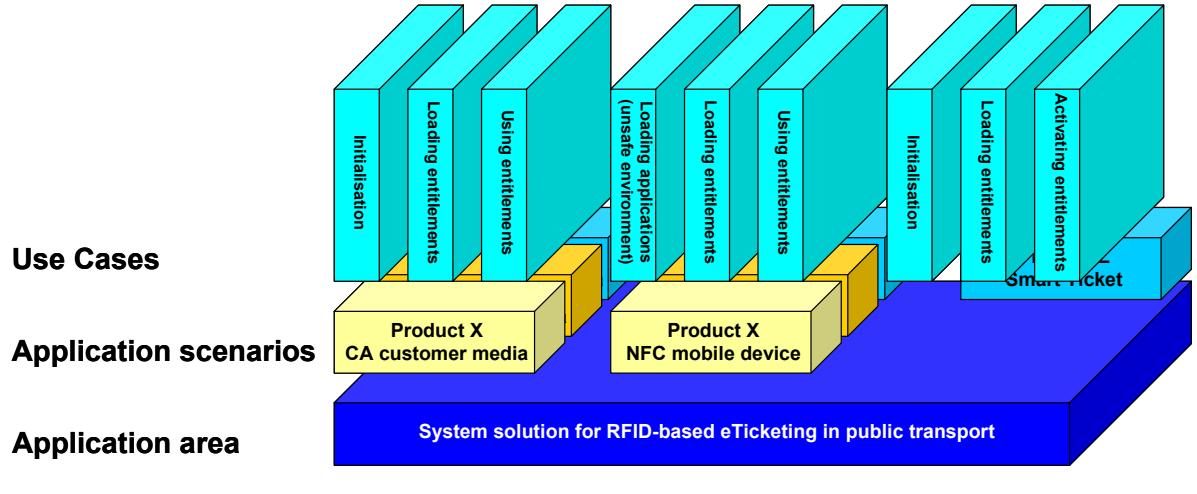 Initialisation
Loading entitlements
Using entitlements
Loading applications
(unsafe environment)
Loading entitlements
Using entitlements
Initialisation
Loading entitlements
Activating entitlements
Use Cases
Smart Ticket
Product X
CA customer media
Product X
NFC mobile device
Application scenarios
System solution for RFID-based eTicketing in public transport
Application area